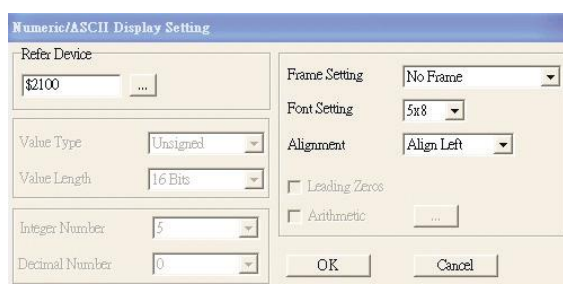 Numeric/ASCII Display Setting
Refer Device
$2100
...
Value Type
Unsigned
Value Length
16 Bits
Integer Number
5
Decimal Number
0
Frame Setting
No Frame
Font Setting
5x8
Alignment
Align Left
Leading Zeros
Arithmetic
...
OK
Cancel